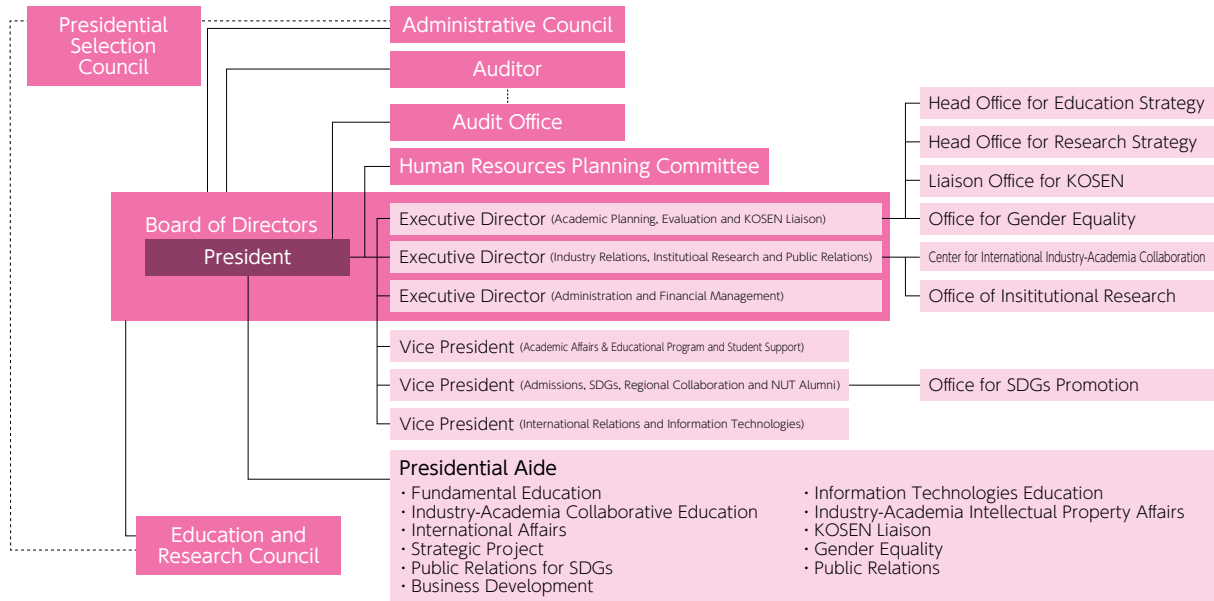 Presidential
Selection
Council
Administrative Council
Auditor
Audit Office
Human Resources Planning Committee
Board of Directors
President
Executive Director (Academic Planning, Evaluation and KOSEN Liaison)
Executive Director (Industry Relations, Institutioal Research and Public Relations)
Executive Director (Administration and Financial Management)
Vice President (Academic Affairs & Educational Program and Student Support)
Vice President (Admissions, SDGs, Regional Collaboration and NUT Alumni)
Vice President (International Relations and Information Technologies)
Head Office for Education Strategy
Head Office for Research Strategy
Liaison Office for KOSEN
Office for Gender Equality
Center for International Industry-Academia Collaboration
Office of Insititutional Research
Office for SDGs Promotion
Presidential Aide
・Fundamental Education
・Industry-Academia Collaborative Education
・International Affairs
・Strategic Project
・Public Relations for SDGs
・Business Development
・Information Technologies Education
・Industry-Academia Intellectual Property Affairs
・KOSEN Liaison
・Gender Equality
・Public Relations
Education and
Research Council